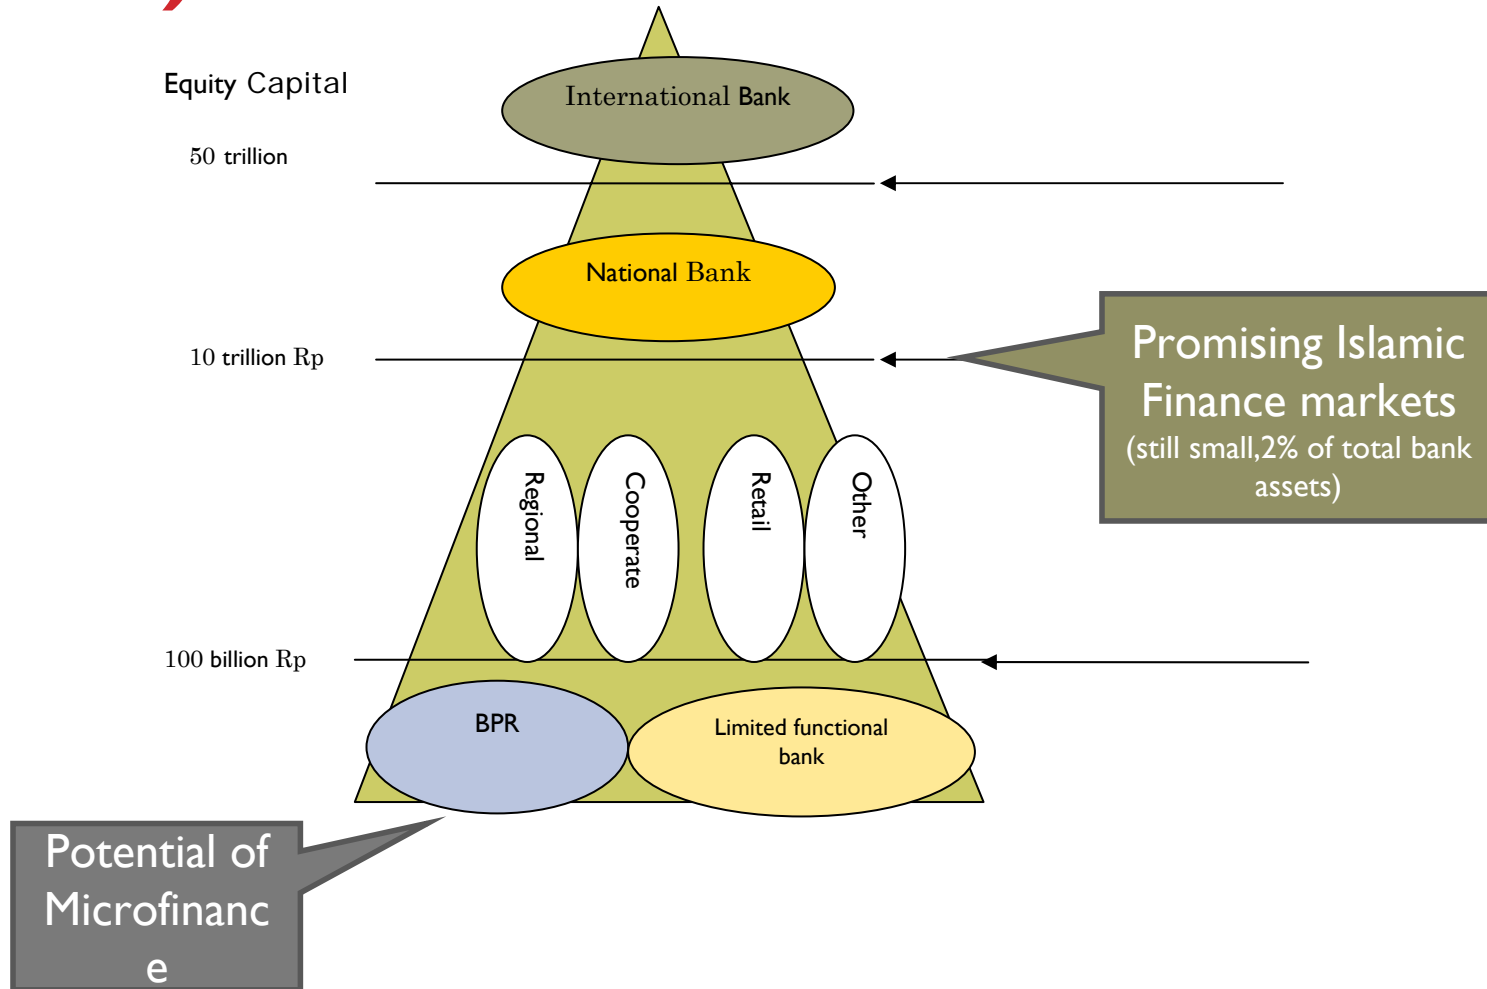 Equity Capital
International Bank
50 trillion
National Bank
10 trillion Rp
Promising Islamic
Finance markets
(still small,2% of total bank
assets)
Regional
Cooperate
Retail
Other
100 billion Rp
BPR
Limited functional
bank
Potential of
Microfinanc
e